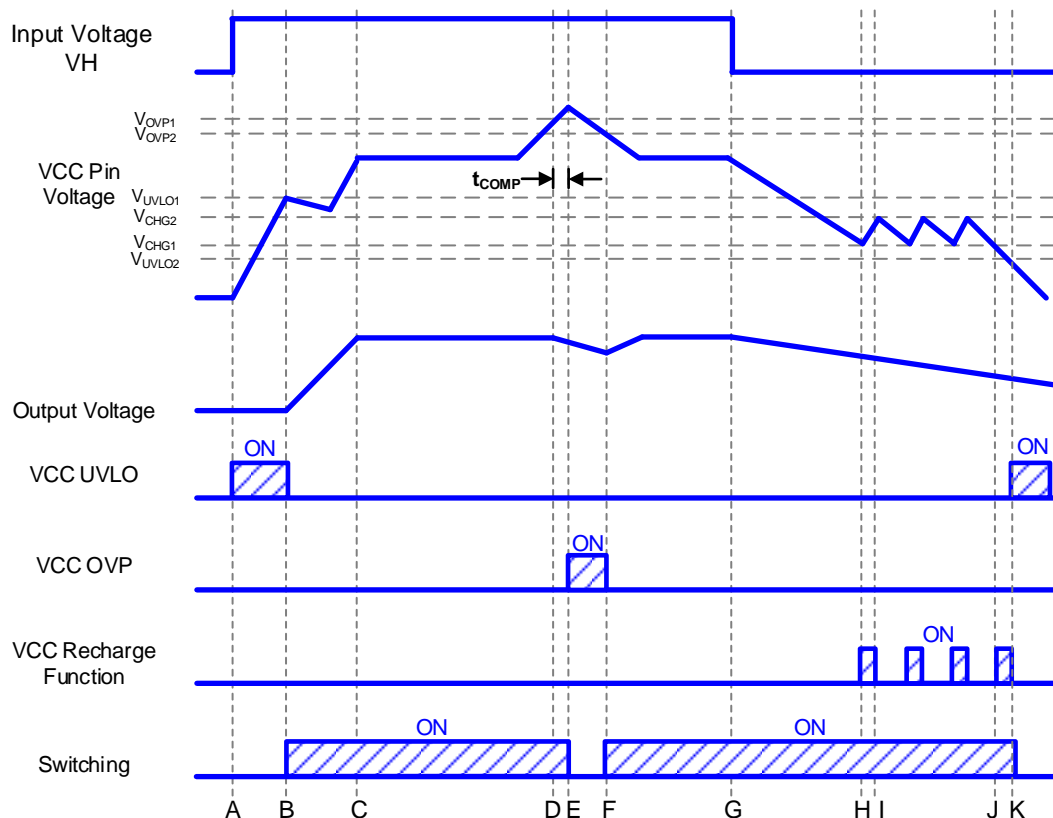 Input Voltage
VH
VOVP1
VOVP2
VCC Pin
Voltage
tCOMP
VUVLO1
VCHG2
VCHG1
VUVLO2
Output Voltage
ON
ON
VCC UVLO
ON
VCC OVP
VCC Recharge
Function
ON
ON
ON
Switching
A B C D E F G H I J K